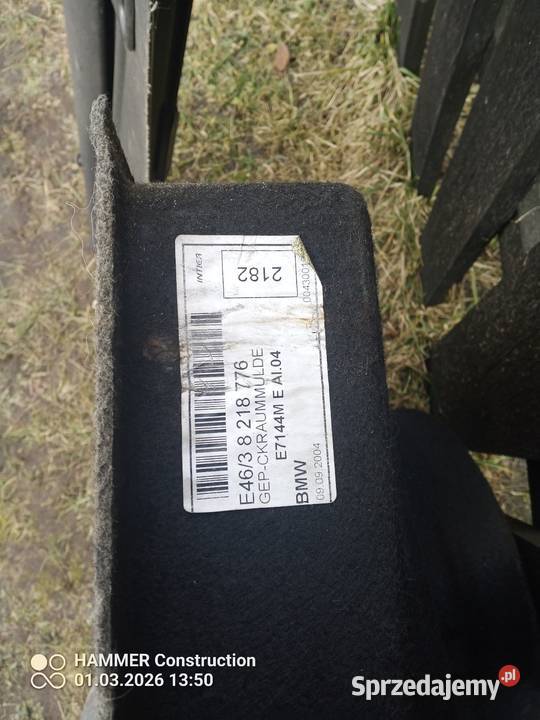 INTIER
2182
0043001
E46/3 8 218 776
GEP-CKRAUMMULDE
E7144M E AI.04
BMW
09.09.2004
HAMMER Construction
01.03.2026 13:50
Sprzedajemy.pl